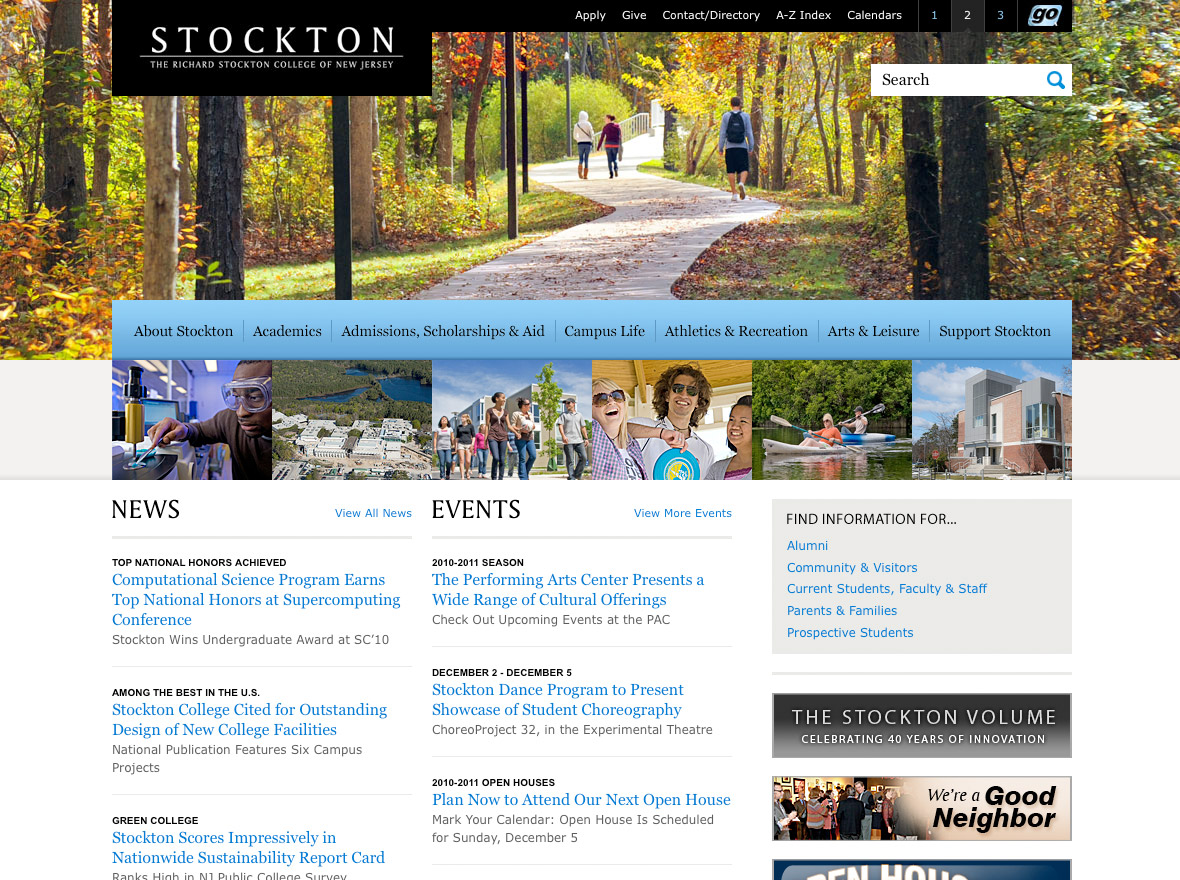 Apply Give Contact/Directory A-Z Index Calendars 1 2 3 go
STOCKTON
THE RICHARD STOCKTON COLLEGE OF NEW JERSEY
Search
About Stockton Academics Admissions, Scholarships & Aid Campus Life Athletics & Recreation Arts & Leisure Support Stockton
NEWS
View All News
TOP NATIONAL HONORS ACHIEVED
Computational Science Program Earns
Top National Honors at Supercomputing
Conference
Stockton Wins Undergraduate Award at SC’10
AMONG THE BEST IN THE U.S.
Stockton College Cited for Outstanding
Design of New College Facilities
National Publication Features Six Campus
Projects
GREEN COLLEGE
Stockton Scores Impressively in
Nationwide Sustainability Report Card
Ranks High in NJ Public College Survey
EVENTS
View More Events
2010-2011 SEASON
The Performing Arts Center Presents a
Wide Range of Cultural Offerings
Check Out Upcoming Events at the PAC
DECEMBER 2 - DECEMBER 5
Stockton Dance Program to Present
Showcase of Student Choreography
ChoreoProject 32, in the Experimental Theatre
2010-2011 OPEN HOUSES
Plan Now to Attend Our Next Open House
Mark Your Calendar: Open House Is Scheduled
for Sunday, December 5
FIND INFORMATION FOR...
Alumni
Community & Visitors
Current Students, Faculty & Staff
Parents & Families
Prospective Students
THE STOCKTON VOLUME
CELEBRATING 40 YEARS OF INNOVATION
We're a Good
Neighbor
OPEN HOUSE